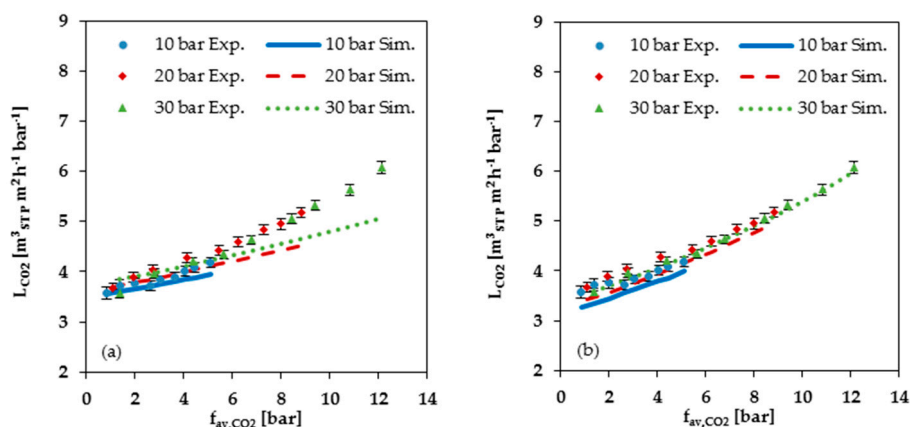 9
8
7
6
5
4
3
2
L_CO2 [m³_STP m²h⁻¹ bar⁻¹]
10 bar Exp. 10 bar Sim.
20 bar Exp. 20 bar Sim.
30 bar Exp. 30 bar Sim.
(a)
0 2 4 6 8 10 12 14
f_av,CO2 [bar]
9
8
7
6
5
4
3
2
L_CO2 [m³_STP m²h⁻¹ bar⁻¹]
10 bar Exp. 10 bar Sim.
20 bar Exp. 20 bar Sim.
30 bar Exp. 30 bar Sim.
(b)
0 2 4 6 8 10 12 14
f_av,CO2 [bar]